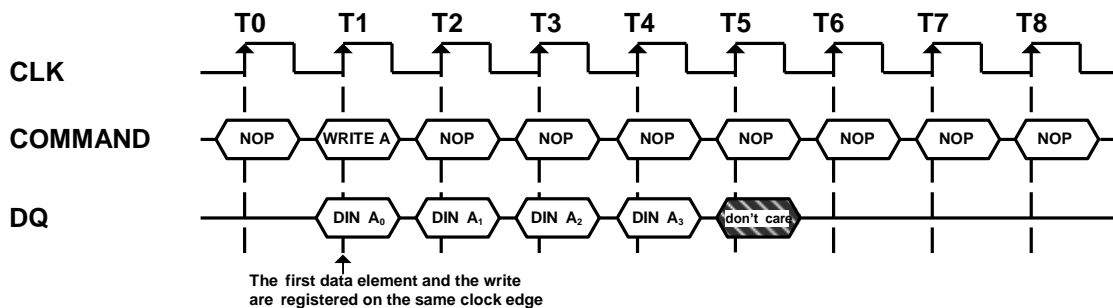 T0 T1 T2 T3 T4 T5 T6 T7 T8
CLK
COMMAND NOP WRITE A NOP NOP NOP NOP NOP NOP NOP
DQ DIN A₀ DIN A₁ DIN A₂ DIN A₃ don't care
The first data element and the write
are registered on the same clock edge